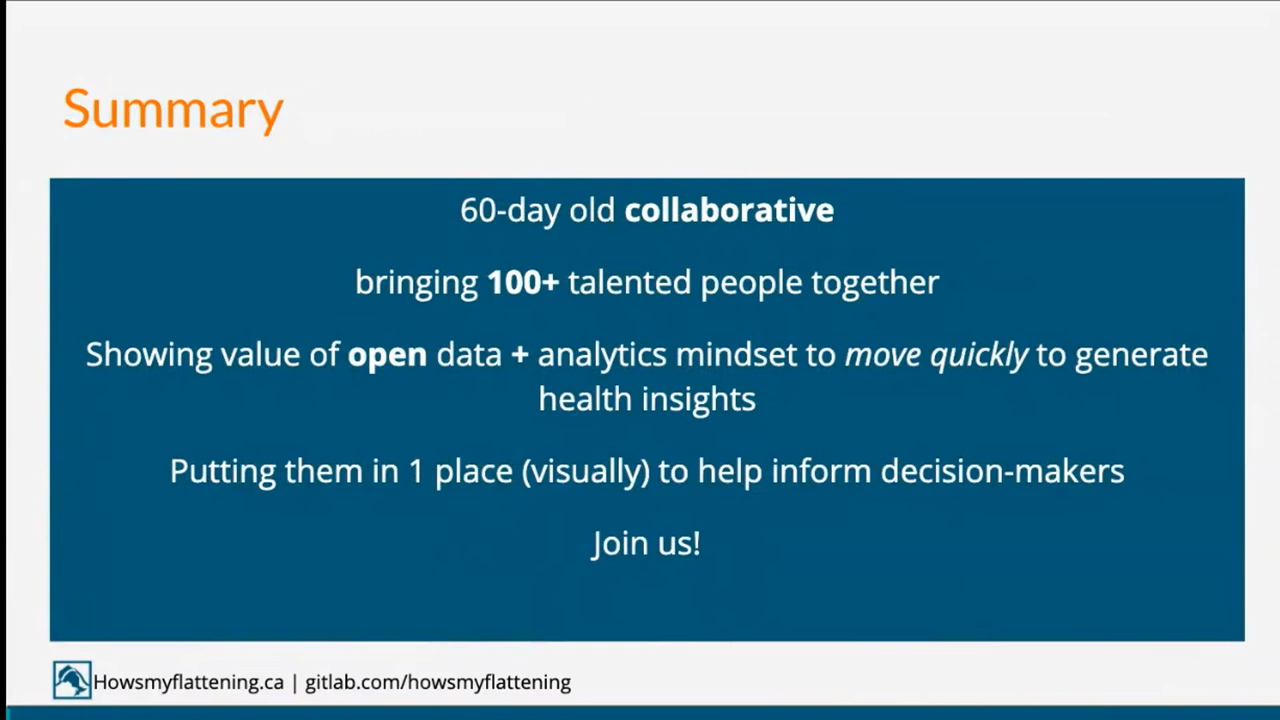 Summary
60-day old collaborative
bringing 100+ talented people together
Showing value of open data + analytics mindset to move quickly to generate
health insights
Putting them in 1 place (visually) to help inform decision-makers
Join us!
Howsmyflattening.ca | gitlab.com/howsmyflattening